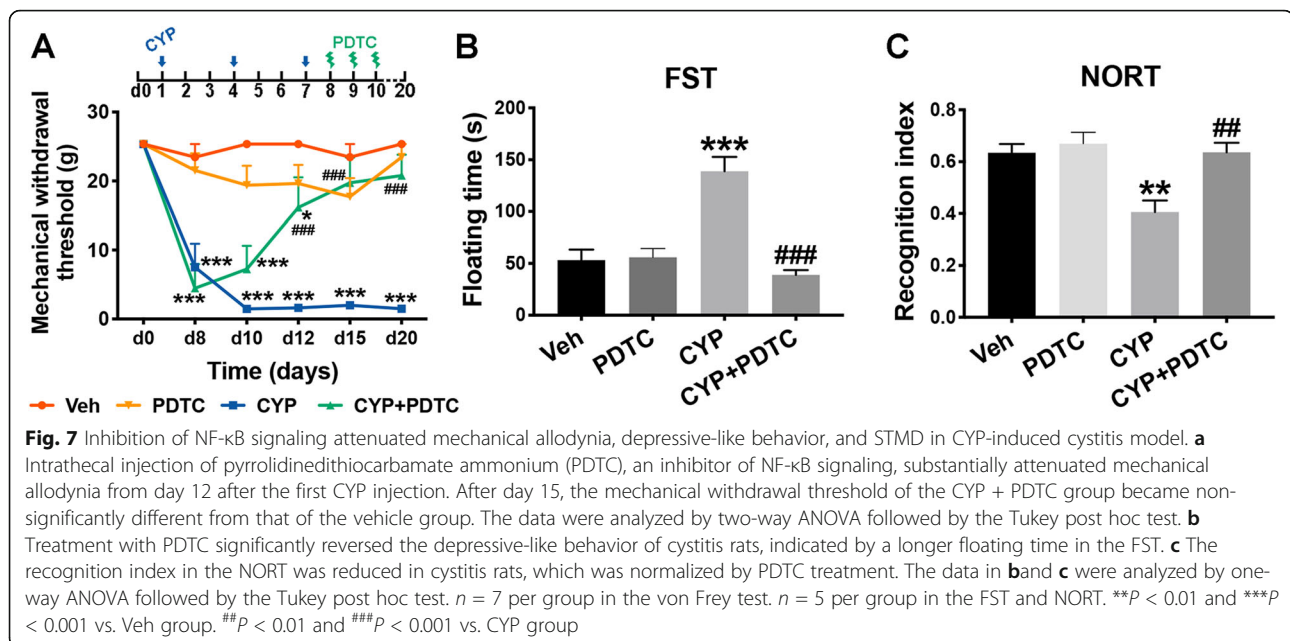 A
CYP
PDTC
d0 1 2 3 4 5 6 7 8 9 10 20
Mechanical withdrawal
threshold (g)
30
20
10
0
***
***
***
***
*
###
***
###
***
###
***
d0 d8 d10 d12 d15 d20
Time (days)
Veh PDTC CYP CYP+PDTC
B
FST
Floating time (s)
200
150
100
50
0
***
###
Veh
PDTC
CYP
CYP+PDTC
C
NORT
Recognition index
0.8
0.6
0.4
0.2
0.0
**
##
Veh
PDTC
CYP
CYP+PDTC
Fig. 7 Inhibition of NF-κB signaling attenuated mechanical allodynia, depressive-like behavior, and STMD in CYP-induced cystitis model. a
Intrathecal injection of pyrrolidinedithiocarbamate ammonium (PDTC), an inhibitor of NF-κB signaling, substantially attenuated mechanical
allodynia from day 12 after the first CYP injection. After day 15, the mechanical withdrawal threshold of the CYP + PDTC group became non-
significantly different from that of the vehicle group. The data were analyzed by two-way ANOVA followed by the Tukey post hoc test. b
Treatment with PDTC significantly reversed the depressive-like behavior of cystitis rats, indicated by a longer floating time in the FST. c The
recognition index in the NORT was reduced in cystitis rats, which was normalized by PDTC treatment. The data in band c were analyzed by one-
way ANOVA followed by the Tukey post hoc test. n = 7 per group in the von Frey test. n = 5 per group in the FST and NORT. **P < 0.01 and ***P
< 0.001 vs. Veh group. ##P < 0.01 and ###P < 0.001 vs. CYP group